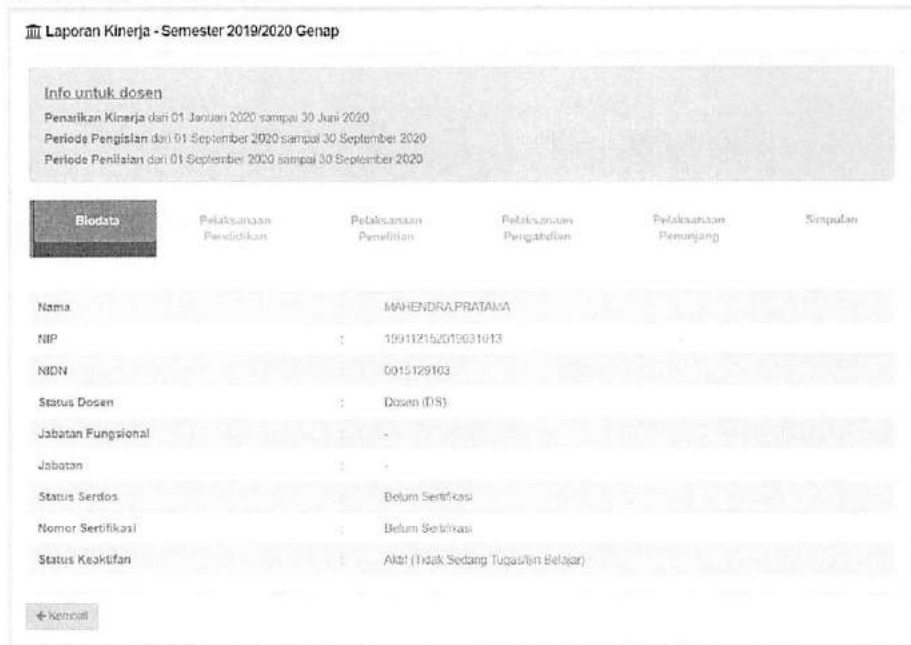 Laporan Kinerja - Semester 2019/2020 Genap
Info untuk dosen
Penarikan Kinerja dari 01 Januari 2020 sampai 30 Juni 2020
Periode Pengisian dari 01 September 2020 sampai 30 September 2020
Periode Penilaian dari 01 September 2020 sampai 30 September 2020
Biodata
Pelaksanaan Pendidikan
Pelaksanaan Penelitian
Pelaksanaan Pengabdian
Pelaksanaan Penunjang
Simpulan
Nama MAHENDRA PRATAMA
NIP : 199112152019031013
NIDN 0015129103
Status Dosen : Dosen (DS)
Jabatan Fungsional : -
Jabatan : -
Status Serdos : Belum Sertifikasi
Nomor Sertifikasi : Belum Sertifikasi
Status Keaktifan : Aktif (Tidak Sedang Tugas/Ijin Belajar)
Kembali